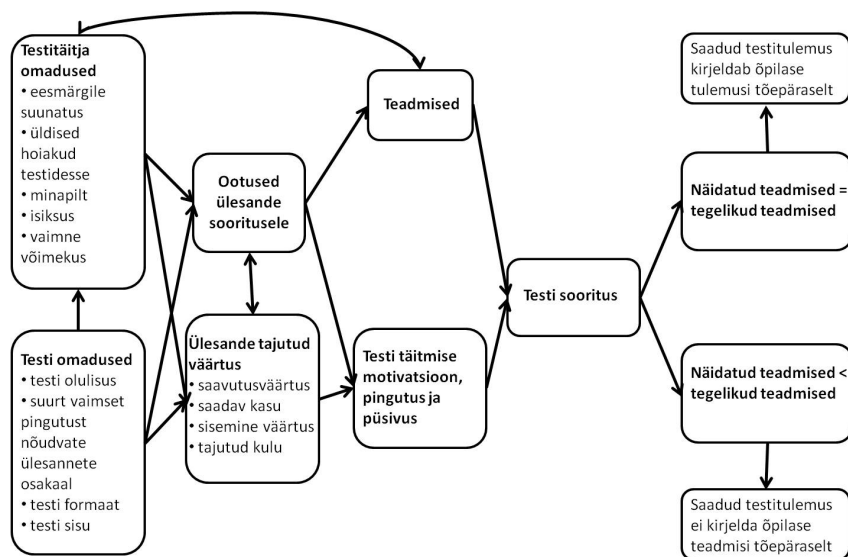 Testitäitja
omadused
• eesmärgile
suunatus
• üldised
hoiakud
testidesse
• minapilt
• isiksus
• vaimne
võimekus
Testi omadused
• testi olulisus
• suurt vaimset
pingutust
nõudvate
ülesannete
osakaal
• testi formaat
• testi sisu
Ootused
ülesande
sooritusele
Ülesande tajutud
väärtus
• saavutusväärtus
• saadav kasu
• sisemine väärtus
• tajutud kulu
Teadmised
Testi täitmise
motivatsioon,
pingutus ja
püsivus
Testi sooritus
Saadud testitulemus
kirjeldab õpilase
tulemusi tõepäraselt
Näidatud teadmised =
tegelikud teadmised
Näidatud teadmised <
tegelikud teadmised
Saadud testitulemus
ei kirjelda õpilase
teadmisi tõepäraselt